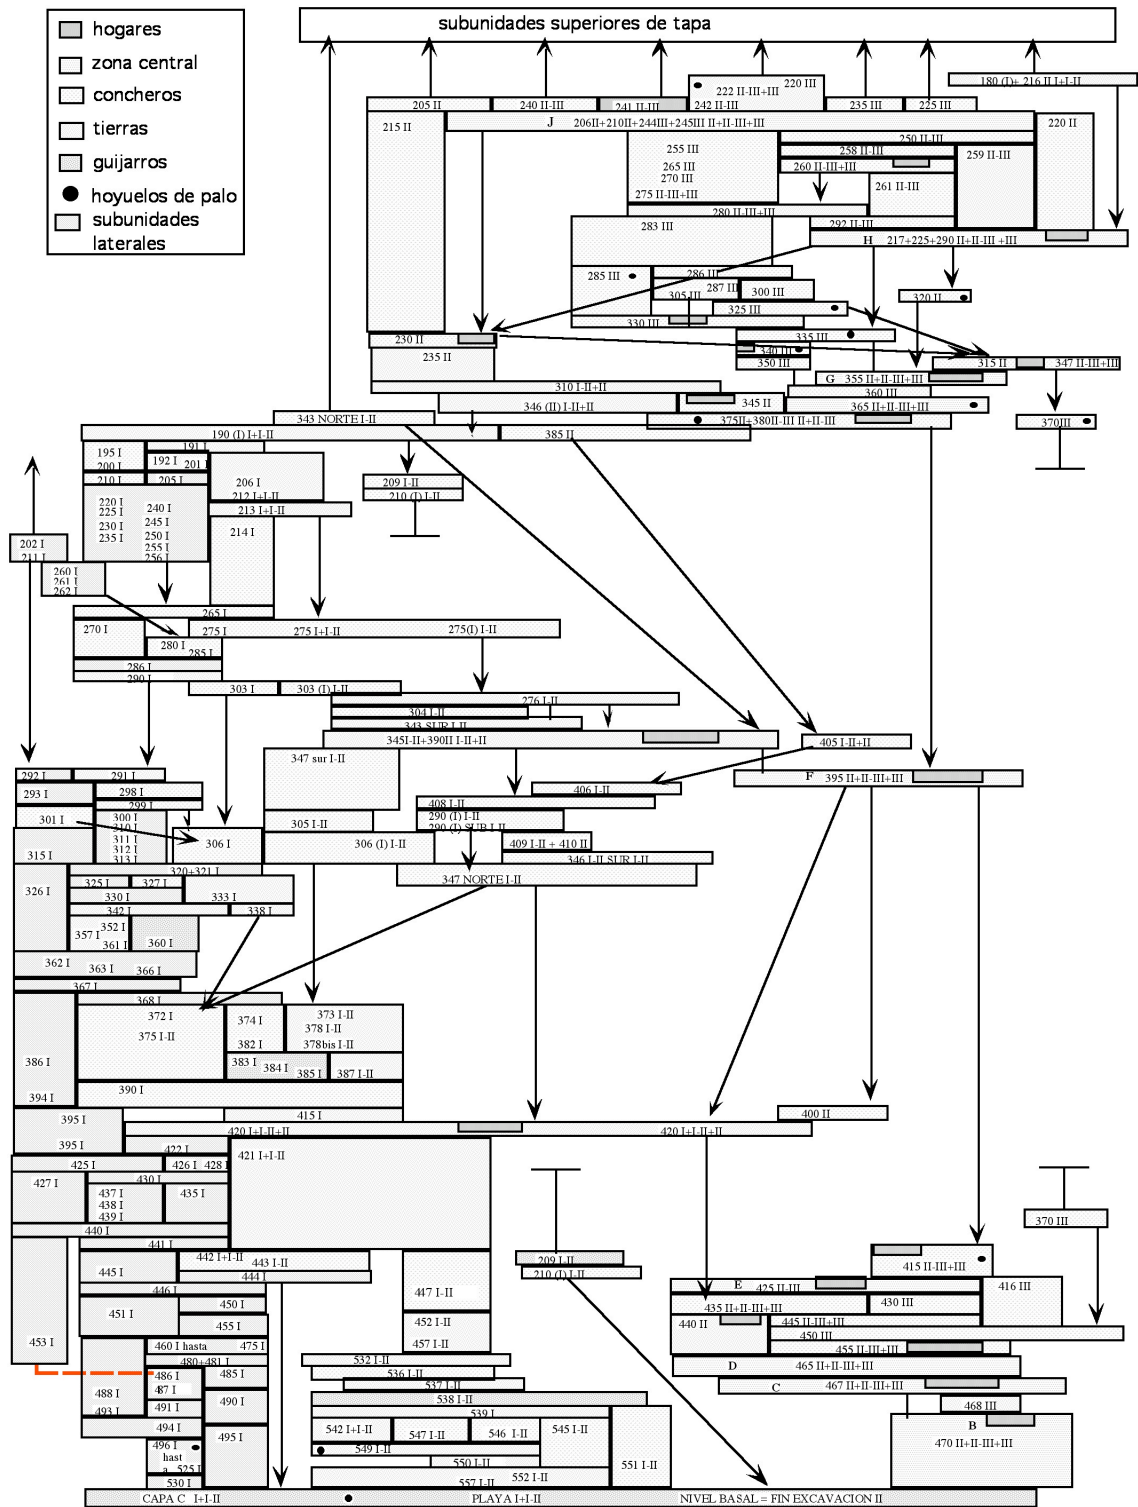 subunidades superiores de tapa
hogares
zona central
conchero​s
tierras
guijarros
hoyuelos de palo
subunidades
laterales
180 (I)+ 216 II I+I-II
220 III
222 II-III+III
205 II
240 II-III
241 II-III
242 II-III
235 III
225 III
215 II
J 206II+210II+244III+245III II+II-III+III
220 II
250 II-III
255 III
258 II-III
259 II-III
265 III
260 II-III+III
270 III
261 II-III
275 II-III+III
280 II-III+III
283 III
292 II-III
H 217+225+290 II+II-III +III
285 III
286 III
287 III
305 III
300 III
320 II
325 III
330 III
230 II
335 III
235 II
340 III
350 III
315 II
347 II-III+III
G 355 II+II-III+III
310 I-II+II
360 III
346 (II) I-II+II
345 II
365 II+II-III+III
343 NORTE I-II
375II+380II-III II+II-III
370III
190 (I) I+I-II
385 II
195 I
191 I
192 I
201 I
200 I
210 I
205 I
206 I
212 I+I-II
209 I-II
210 (I) I-II
213 I+I-II
220 I
225 I
230 I
235 I
240 I
245 I
250 I
255 I
256 I
214 I
202 I
211 I
260 I
261 I
262 I
265 I
270 I
275 I
275 I+I-II
275(I) I-II
280 I
285 I
286 I
290 I
303 I
303 (I) I-II
276 I-II
304 I-II
343 SUR I-II
345I-II+390II I-II+II
405 I-II+II
347 sur I-II
F 395 II+II-III+III
292 I
291 I
293 I
298 I
299 I
406 I-II
408 I-II
301 I
300 I
310 I
311 I
312 I
313 I
305 I-II
290 (I) I-II
290 (I) SUB I-II
315 I
306 I
306 (I) I-II
409 I-II + 410 II
346 I-II SUR I-II
320+321 I
347 NORTE I-II
326 I
325 I
327 I
330 I
333 I
342 I
338 I
352 I
357 I
361 I
360 I
362 I
363 I
366 I
367 I
368 I
372 I
375 I-II
374 I
382 I
373 I-II
378 I-II
378bis I-II
386 I
383 I
384 I
385 I
387 I-II
394 I
390 I
395 I
415 I
400 II
420 I+I-II+II
420 I+I-II+II
395 I
422 I
421 I+I-II
425 I
426 I
428 I
427 I
430 I
437 I
438 I
439 I
435 I
440 I
441 I
370 III
445 I
442 I+I-II
443 I-II
444 I
209 I-II
210 (I) I-II
415 II-III+III
446 I
447 I-II
E 425 II-III
416 III
451 I
450 I
435 II+II-III+III
430 III
453 I
455 I
452 I-II
457 I-II
440 II
445 II-III+III
450 III
460 I hasta
475 I
455 II-III+III
480+481 I
532 I-II
D 465 II+II-III+III
486 I
485 I
536 I-II
537 I-II
C 467 II+II-III+III
488 I
87 I
490 I
538 I-II
468 III
491 I
493 I
539 I
B
494 I
495 I
542 I+I-II
547 I-II
546 I-II
545 I-II
470 II+II-III+III
496 I
hast
a
525 I
549 I-II
550 I-II
551 I-II
530 I
552 I-II
557 I-II
CAPA C I+I-II
PLAYA I+I-II
NIVEL BASAL = FIN EXCAVACION II